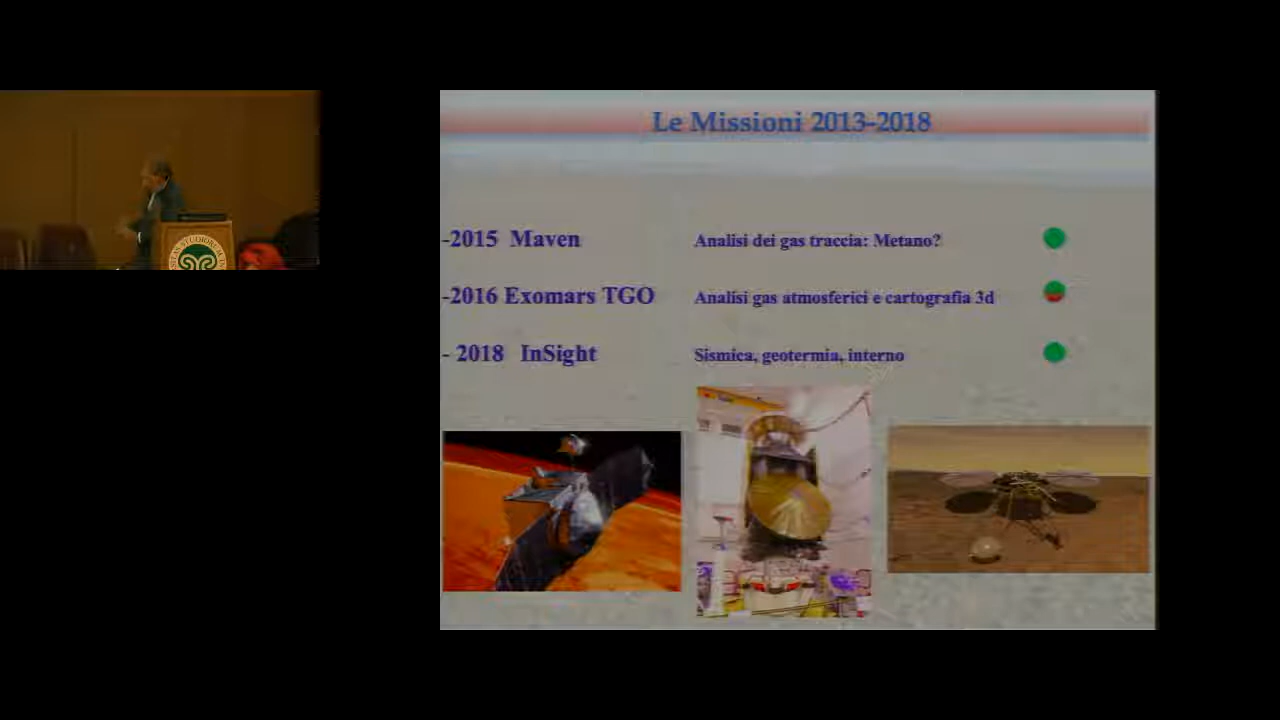 Le Missioni 2013-2018
-2015 Maven Analisi dei gas traccia: Metano?
-2016 Exomars TGO Analisi gas atmosferici e cartografia 3d
- 2018 InSight Sismica, geotermia, interno
STUDIORUM